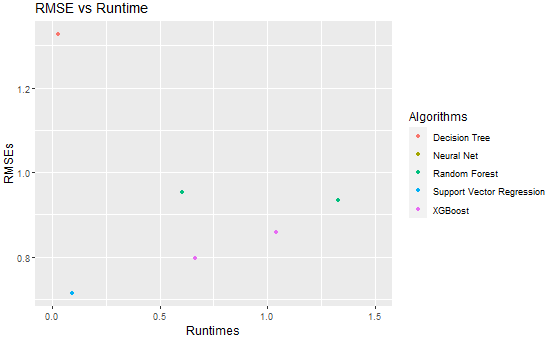 RMSE vs Runtime
1.2
1.0
0.8
RMSEs
0.0
0.5
1.0
1.5
Runtimes
Algorithms
Decision Tree
Neural Net
Random Forest
Support Vector Regression
XGBoost